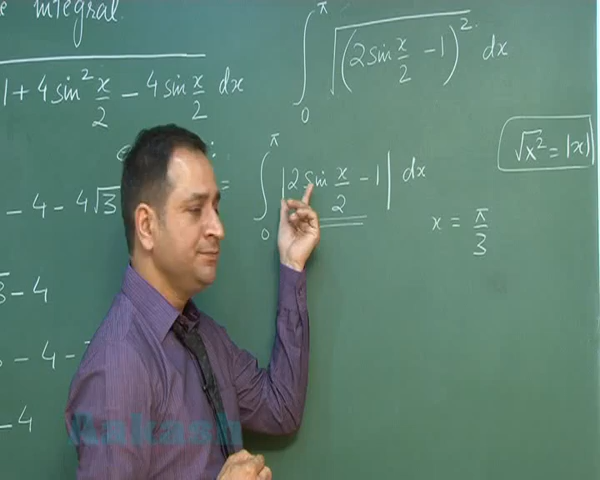 integral.
1 + 4 sin² x/2 − 4 sin x/2 dx
− 4 − 4√3
− 4
− 4 −
− 4
∫₀^π √(2 sin x/2 − 1)² dx
= ∫₀^π |2 sin x/2 − 1| dx
√x² = |x|
x = π/3
Aakash